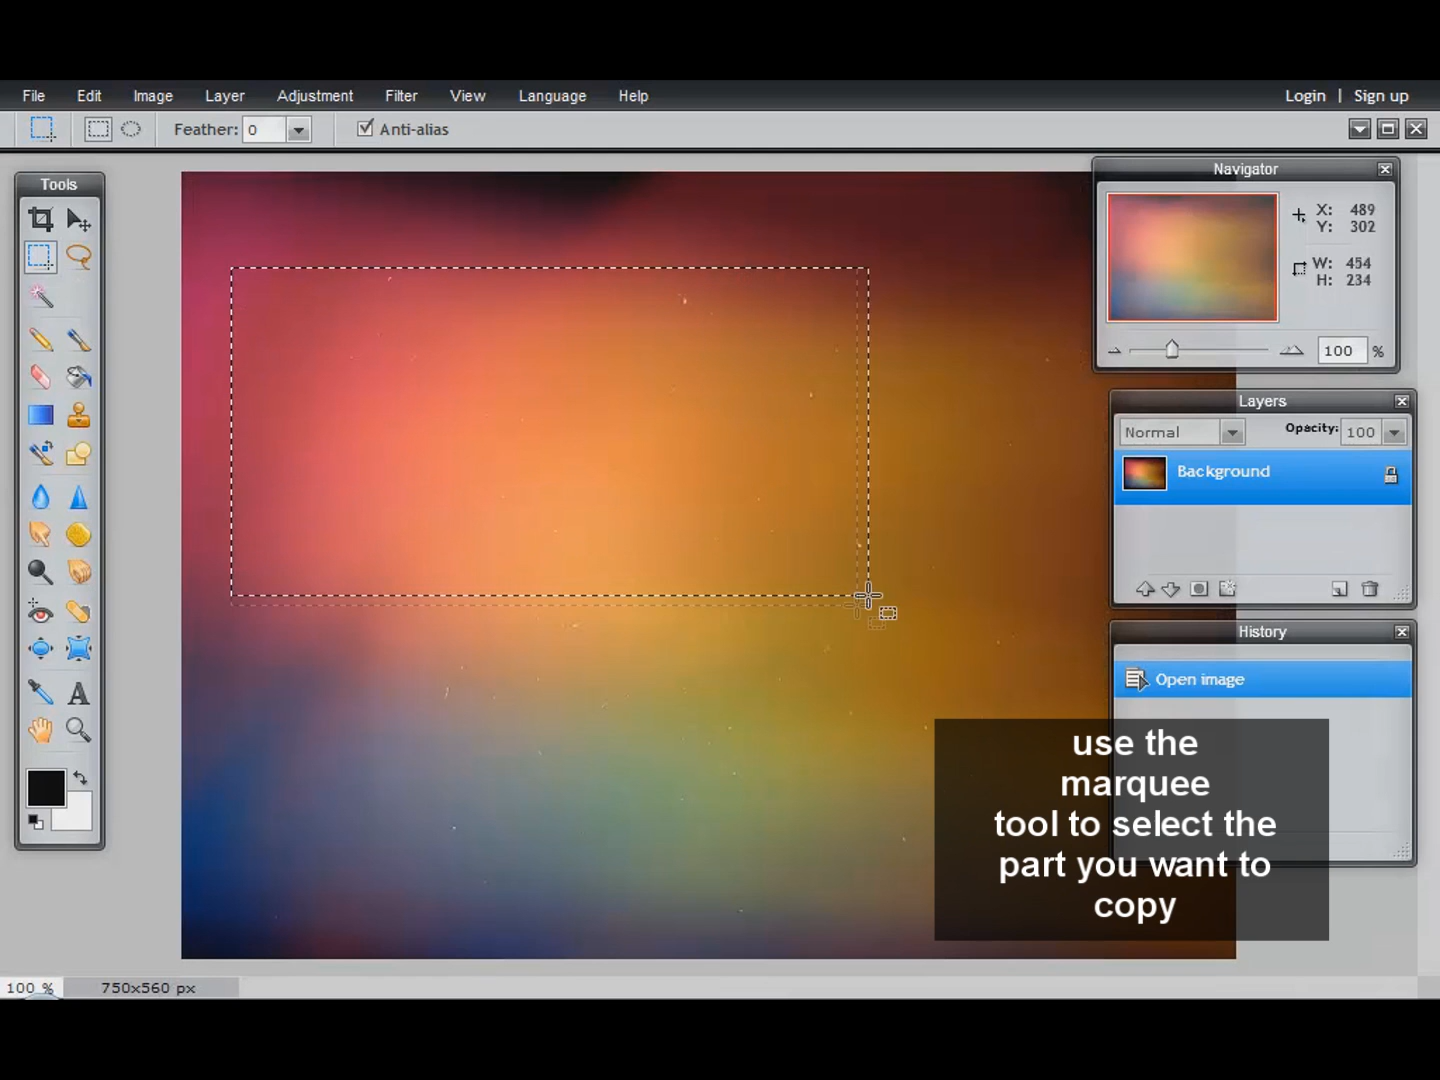 File Edit Image Layer Adjustment Filter View Language Help Login | Sign up
Feather: 0 Anti-alias
Tools
Navigator
X: 489
Y: 302
W: 454
H: 234
100 %
Layers
Normal Opacity: 100
Background
History
Open image
use the
marquee
tool to select the
part you want to
copy
100 % 750x560 px